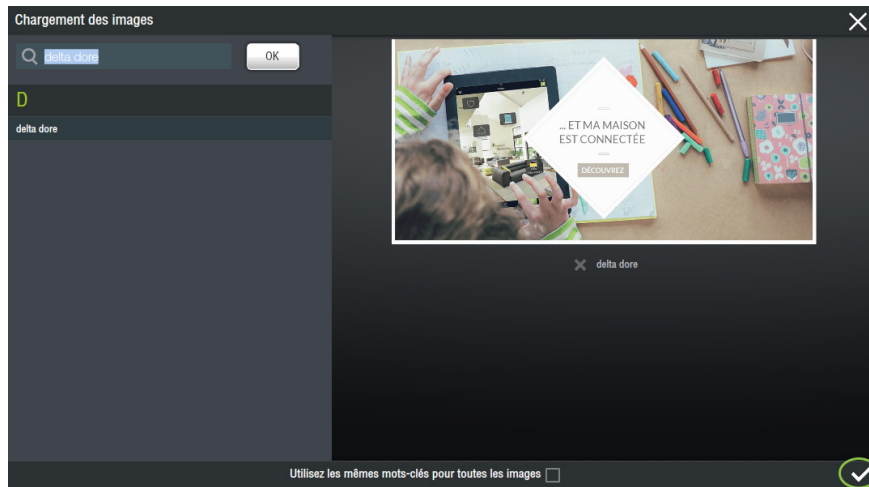 Chargement des images
delta dore
OK
D
delta dore
... ET MA MAISON
EST CONNECTÉE
DÉCOUVREZ
delta dore
Utilisez les mêmes mots-clés pour toutes les images